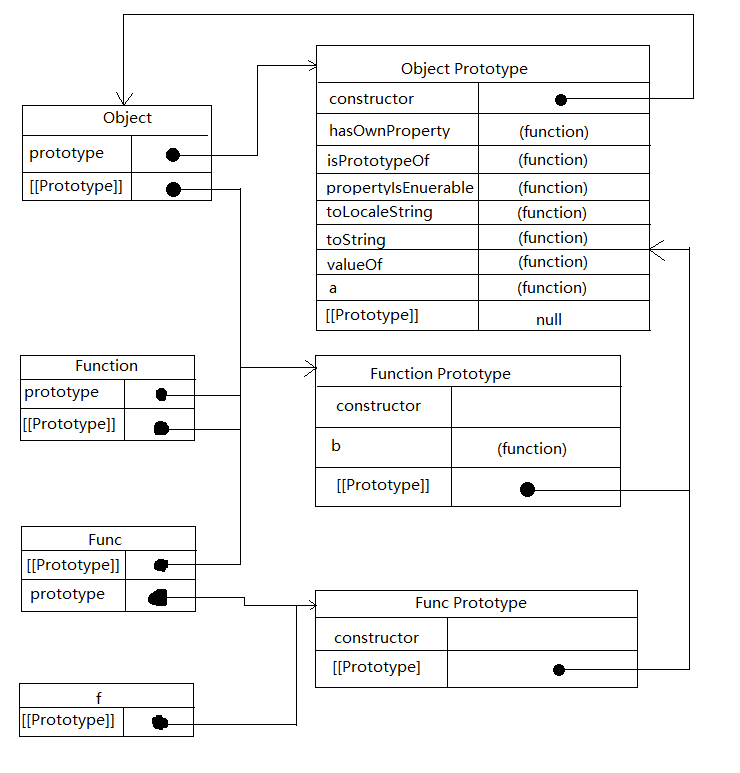 Object
prototype
[[Prototype]]
Object Prototype
constructor
hasOwnProperty (function)
isPrototypeOf (function)
propertyIsEnuerable (function)
toLocaleString (function)
toString (function)
valueOf (function)
a (function)
[[Prototype]] null
Function
prototype
[[Prototype]]
Function Prototype
constructor
b (function)
[[Prototype]]
Func
[[Prototype]]
prototype
Func Prototype
constructor
[[Prototype]
f
[[Prototype]]